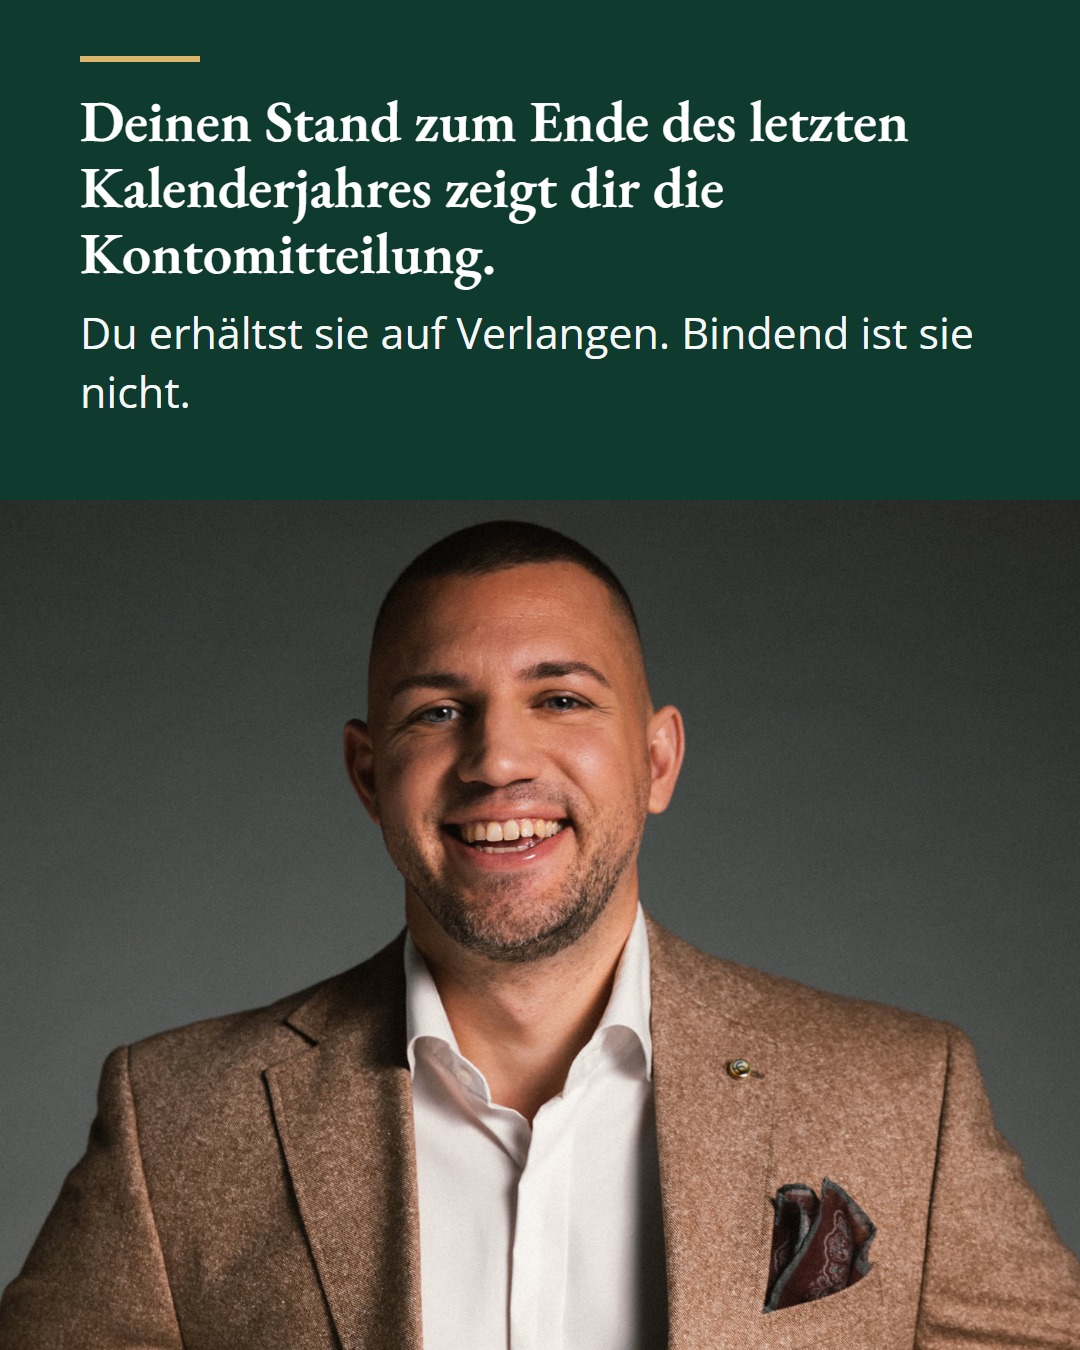 Deinen Stand zum Ende des letzten
Kalenderjahres zeigt dir die
Kontomitteilung.
Du erhältst sie auf Verlangen. Bindend ist sie
nicht.